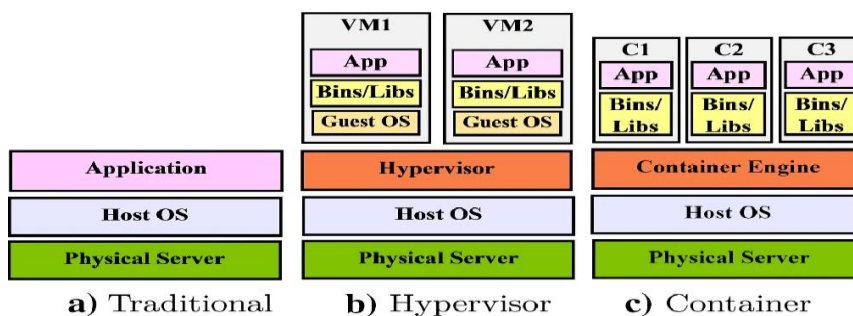 VM1 VM2
C1 C2 C3
App App
App App App
Bins/Libs Bins/Libs
Bins/ Bins/ Bins/
Libs Libs Libs
Guest OS Guest OS
Application Hypervisor Container Engine
Host OS Host OS Host OS
Physical Server Physical Server Physical Server
a) Traditional b) Hypervisor c) Container